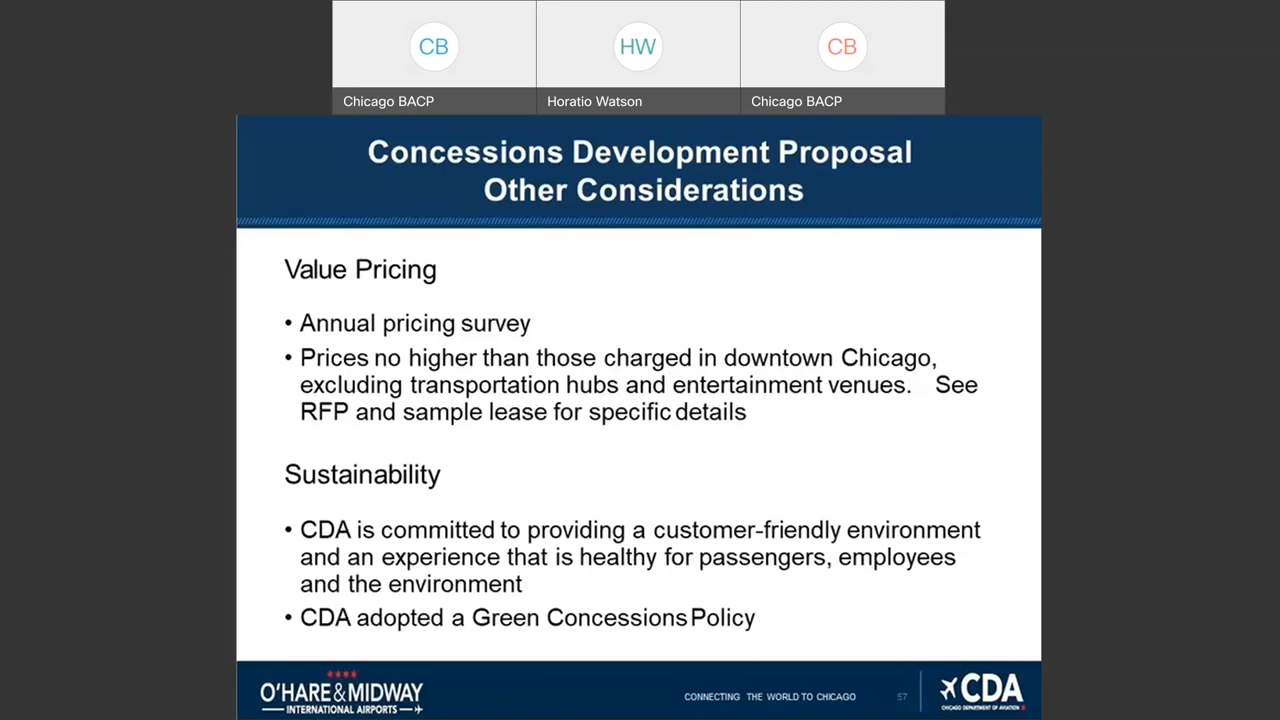 CB
HW
CB
Chicago BACP
Horatio Watson
Chicago BACP
Concessions Development Proposal
Other Considerations
Value Pricing
• Annual pricing survey
• Prices no higher than those charged in downtown Chicago,
excluding transportation hubs and entertainment venues. See
RFP and sample lease for specific details
Sustainability
• CDA is committed to providing a customer-friendly environment
and an experience that is healthy for passengers, employees
and the environment
• CDA adopted a Green Concessions Policy
O'HARE & MIDWAY
INTERNATIONAL AIRPORTS
CONNECTING THE WORLD TO CHICAGO
57
CDA
CHICAGO DEPARTMENT OF AVIATION